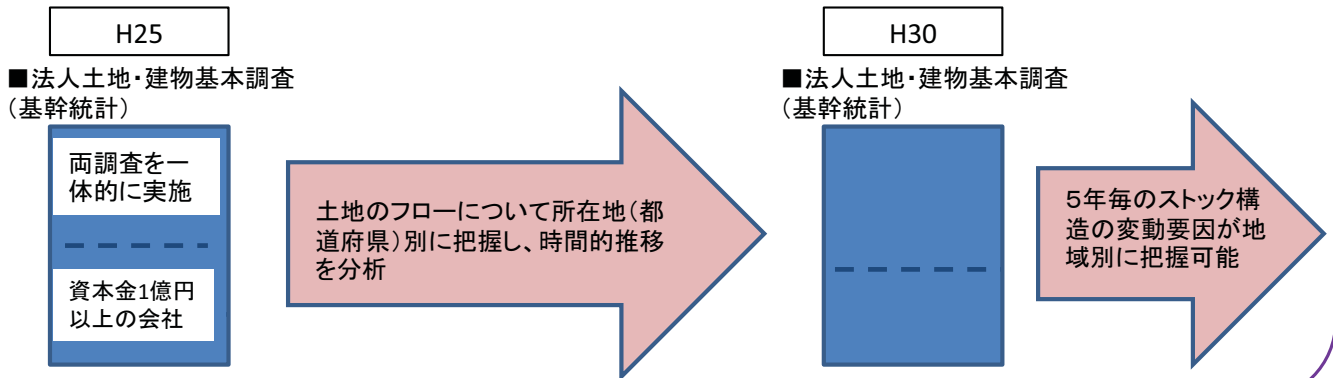 H25
■法人土地・建物基本調査
(基幹統計)
両調査を一
体的に実施
資本金1億円
以上の会社
土地のフローについて所在地(都
道府県)別に把握し、時間的推移
を分析
H30
■法人土地・建物基本調査
(基幹統計)
5年毎のストック構
造の変動要因が地
域別に把握可能